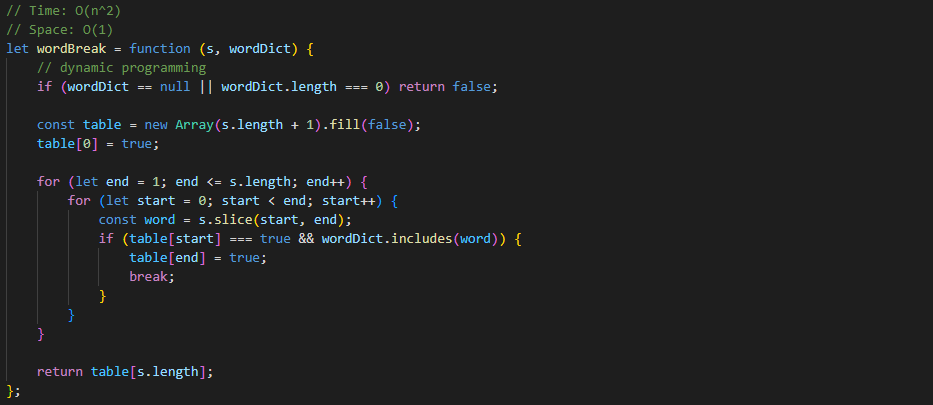 // Time: O(n^2)
// Space: O(1)
let wordBreak = function (s, wordDict) {
    // dynamic programming
    if (wordDict == null || wordDict.length === 0) return false;

    const table = new Array(s.length + 1).fill(false);
    table[0] = true;

    for (let end = 1; end <= s.length; end++) {
        for (let start = 0; start < end; start++) {
            const word = s.slice(start, end);
            if (table[start] === true && wordDict.includes(word)) {
                table[end] = true;
                break;
            }
        }
    }

    return table[s.length];
};